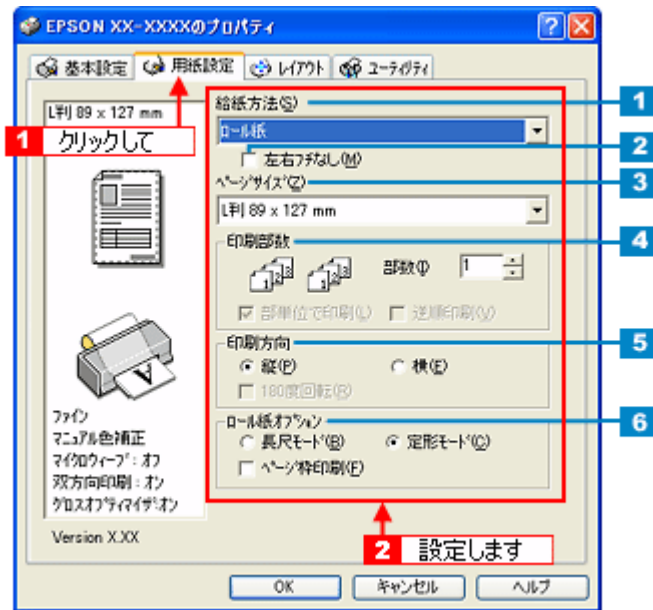 EPSON XX-XXXXのプロパティ
基本設定
用紙設定
レイアウト
ユーティリティ
L判 89 x 127 mm
1 クリックして
ファイン
マニュアル色補正
マイクロウィーブ：オフ
双方向印刷：オン
グロスオプティマイザ：オン
Version X.XX
給紙方法(S)
1
ロール紙
左右フチなし(M)
2
ページサイズ(Z)
3
L判 89 x 127 mm
印刷部数
4
部数(I)
1
部単位で印刷(L)
逆順印刷(V)
印刷方向
5
縦(P)
横(E)
180度回転(R)
ロール紙オプション
6
長尺モード(B)
定形モード(C)
ページ枠印刷(F)
2 設定します
OK
キャンセル
ヘルプ